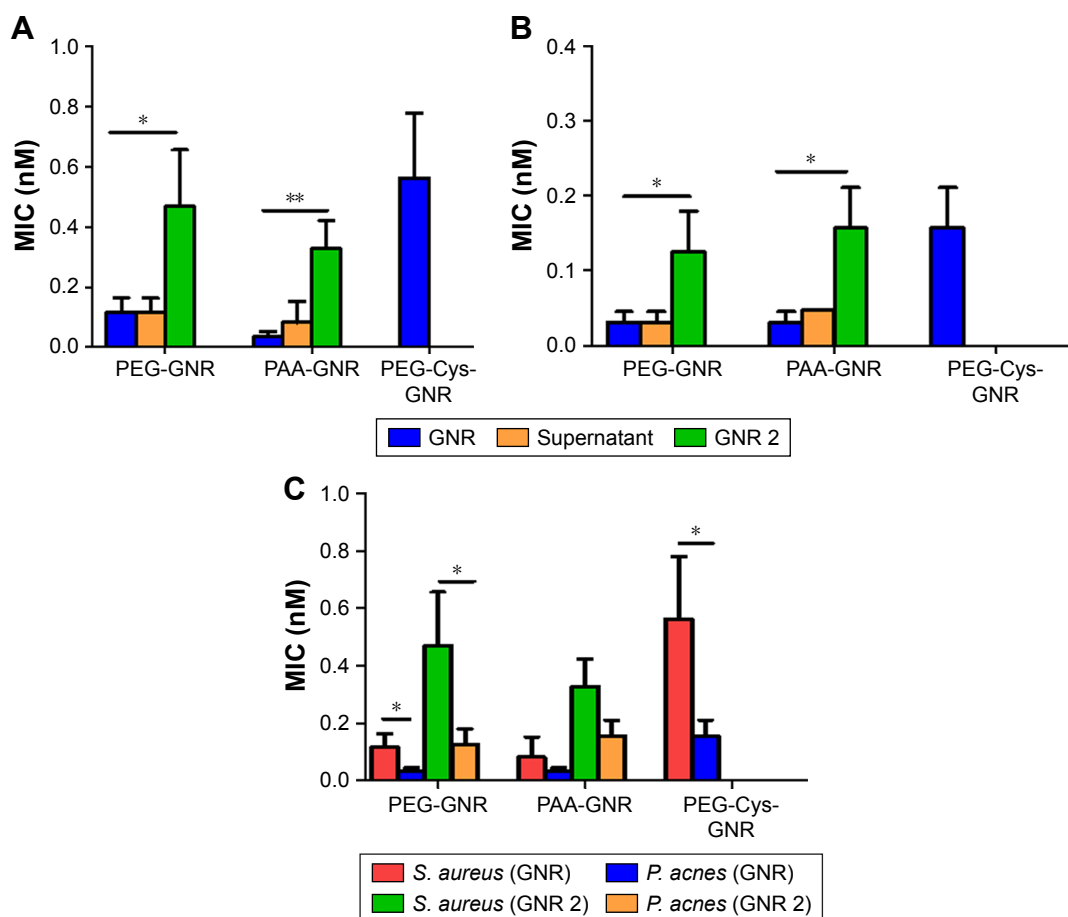 A
MIC (nM)
1.0
0.8
0.6
0.4
0.2
0.0
*
**
PEG-GNR
PAA-GNR
PEG-Cys-
GNR
B
MIC (nM)
0.4
0.3
0.2
0.1
0.0
*
*
PEG-GNR
PAA-GNR
PEG-Cys-
GNR
GNR Supernatant GNR 2
C
MIC (nM)
1.0
0.8
0.6
0.4
0.2
0.0
*
*
*
PEG-GNR
PAA-GNR
PEG-Cys-
GNR
S. aureus (GNR) P. acnes (GNR)
S. aureus (GNR 2) P. acnes (GNR 2)